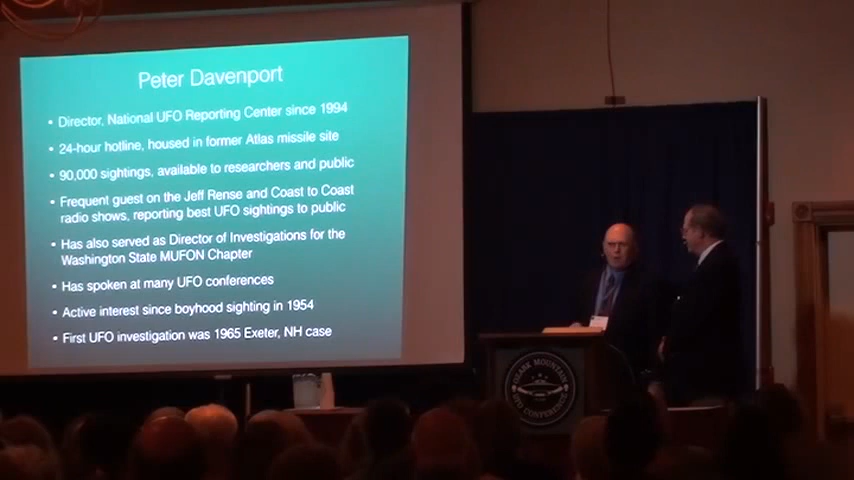 Peter Davenport
• Director, National UFO Reporting Center since 1994
• 24-hour hotline, housed in former Atlas missile site
• 90,000 sightings, available to researchers and public
• Frequent guest on the Jeff Rense and Coast to Coast
radio shows, reporting best UFO sightings to public
• Has also served as Director of Investigations for the
Washington State MUFON Chapter
• Has spoken at many UFO conferences
• Active interest since boyhood sighting in 1954
• First UFO investigation was 1965 Exeter, NH case
OZARK MOUNTAIN
UFO CONFERENCE